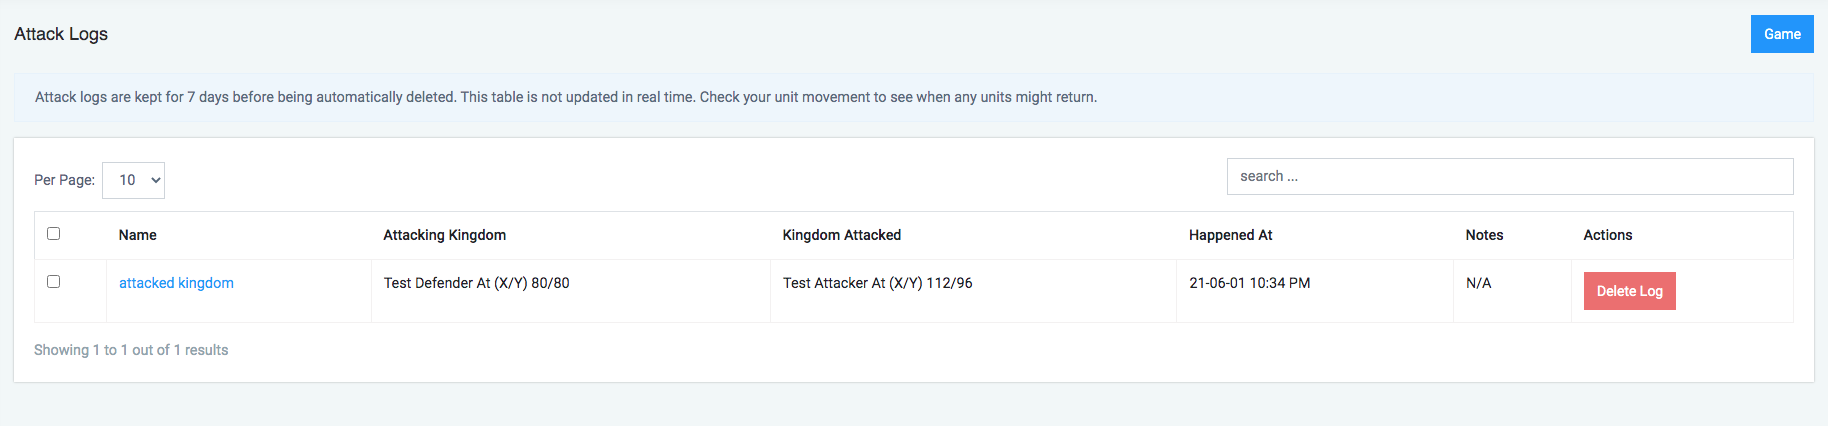 Attack Logs
Game
Attack logs are kept for 7 days before being automatically deleted. This table is not updated in real time. Check your unit movement to see when any units might return.
Per Page: 10
search ...
Name Attacking Kingdom Kingdom Attacked Happened At Notes Actions
attacked kingdom Test Defender At (X/Y) 80/80 Test Attacker At (X/Y) 112/96 21-06-01 10:34 PM N/A Delete Log
Showing 1 to 1 out of 1 results